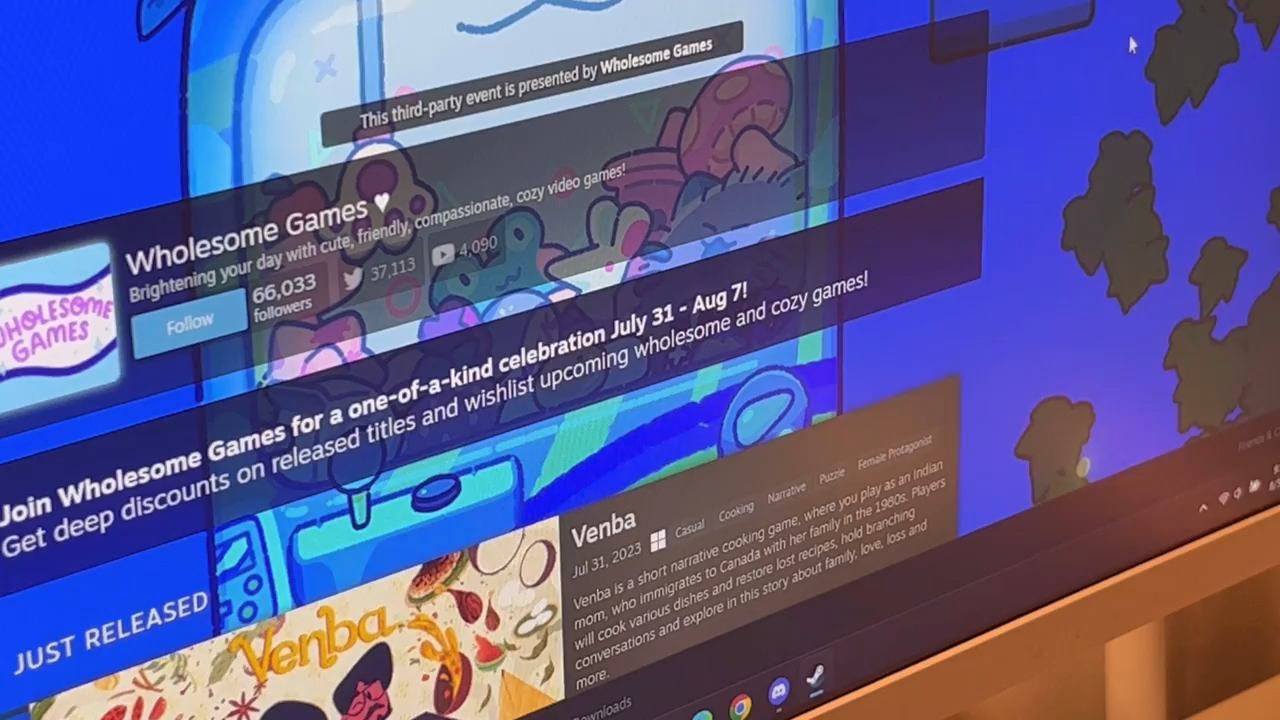 This third-party event is presented by Wholesome Games
Wholesome Games ♥
Brightening your day with cute, friendly, compassionate, cozy video games!
WHOLESOME
GAMES
Follow
66,033
followers
37,113
4,090
Join Wholesome Games for a one-of-a-kind celebration July 31 - Aug 7!
Get deep discounts on released titles and wishlist upcoming wholesome and cozy games!
JUST RELEASED
Venba
Venba
Jul 31, 2023
Casual Cooking Narrative Puzzle Female Protagonist
Venba is a short narrative cooking game, where you play as an Indian
mom, who immigrates to Canada with her family in the 1980s. Players
will cook various dishes and restore lost recipes, hold branching
conversations and explore in this story about family, love, loss and
more.
Downloads
Friends &